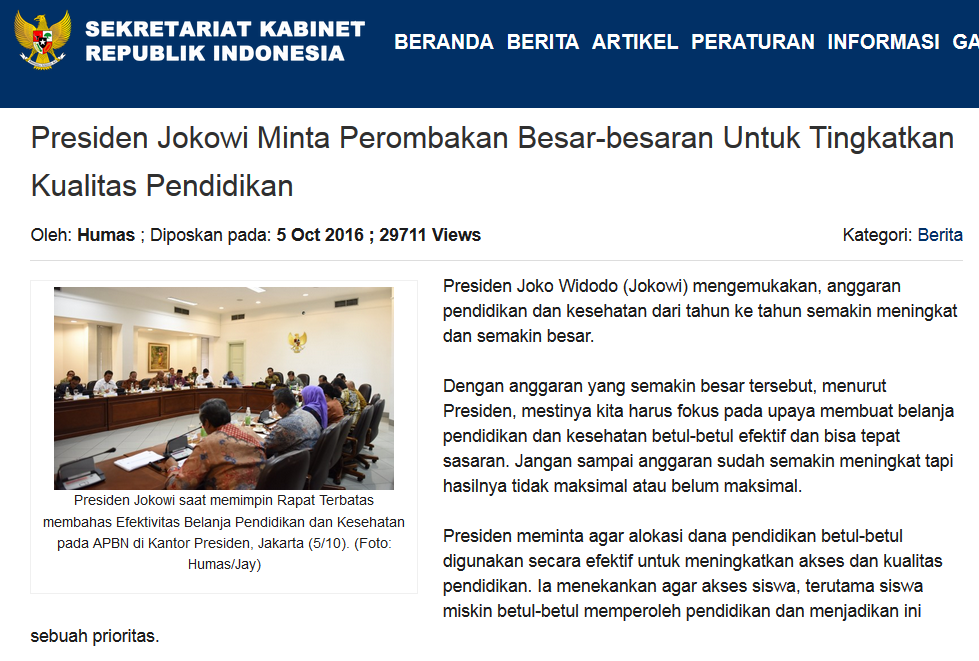 SEKRETARIAT KABINET
REPUBLIK INDONESIA
BERANDA BERITA ARTIKEL PERATURAN INFORMASI GA
Presiden Jokowi Minta Perombakan Besar-besaran Untuk Tingkatkan
Kualitas Pendidikan
Oleh: Humas ; Diposkan pada: 5 Oct 2016 ; 29711 Views
Kategori: Berita
Presiden Jokowi saat memimpin Rapat Terbatas
membahas Efektivitas Belanja Pendidikan dan Kesehatan
pada APBN di Kantor Presiden, Jakarta (5/10). (Foto:
Humas/Jay)
Presiden Joko Widodo (Jokowi) mengemukakan, anggaran
pendidikan dan kesehatan dari tahun ke tahun semakin meningkat
dan semakin besar.
Dengan anggaran yang semakin besar tersebut, menurut
Presiden, mestinya kita harus fokus pada upaya membuat belanja
pendidikan dan kesehatan betul-betul efektif dan bisa tepat
sasaran. Jangan sampai anggaran sudah semakin meningkat tapi
hasilnya tidak maksimal atau belum maksimal.
Presiden meminta agar alokasi dana pendidikan betul-betul
digunakan secara efektif untuk meningkatkan akses dan kualitas
pendidikan. Ia menekankan agar akses siswa, terutama siswa
miskin betul-betul memperoleh pendidikan dan menjadikan ini
sebuah prioritas.